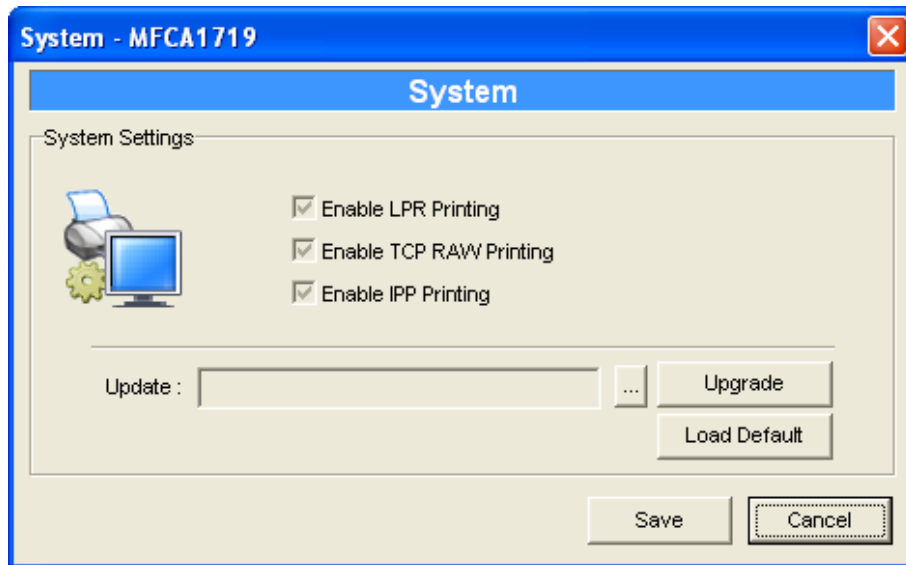 System - MFCA1719
System
System Settings
Enable LPR Printing
Enable TCP RAW Printing
Enable IPP Printing
Update :
...
Upgrade
Load Default
Save
Cancel